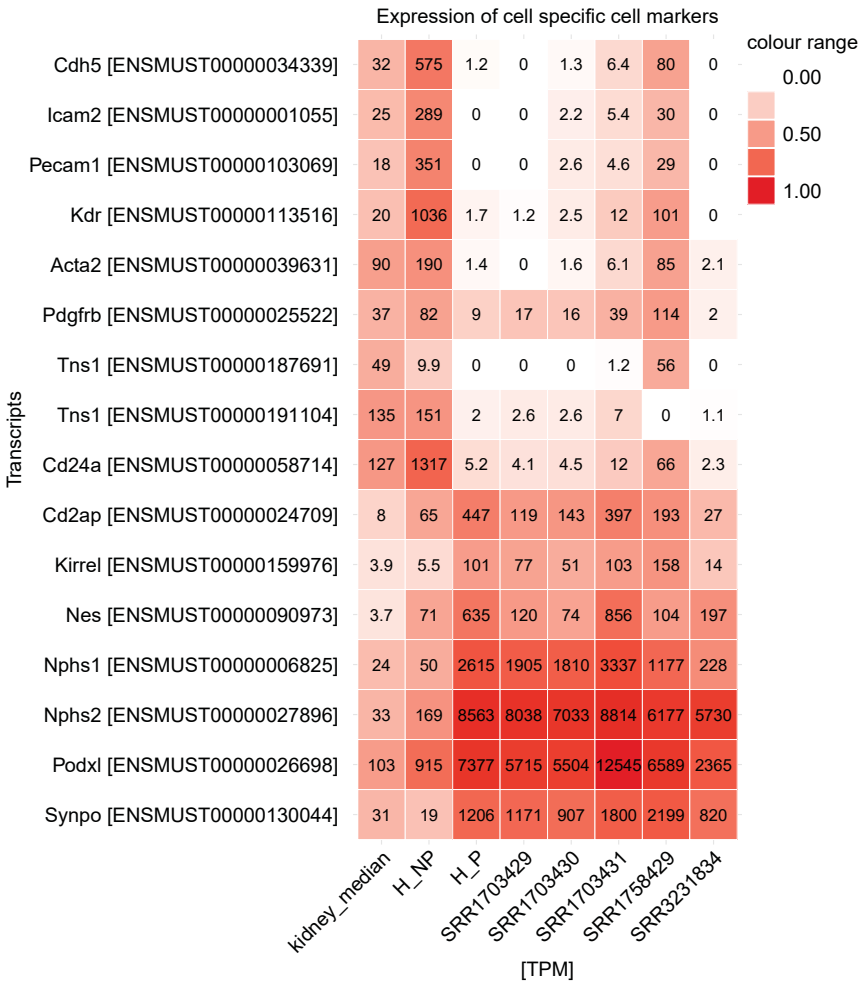 Expression of cell specific cell markers
colour range
0.00
0.50
1.00
Transcripts
Cdh5 [ENSMUST00000034339] 32 575 1.2 0 1.3 6.4 80 0
Icam2 [ENSMUST00000001055] 25 289 0 0 2.2 5.4 30 0
Pecam1 [ENSMUST00000103069] 18 351 0 0 2.6 4.6 29 0
Kdr [ENSMUST00000113516] 20 1036 1.7 1.2 2.5 12 101 0
Acta2 [ENSMUST00000039631] 90 190 1.4 0 1.6 6.1 85 2.1
Pdgfrb [ENSMUST00000025522] 37 82 9 17 16 39 114 2
Tns1 [ENSMUST00000187691] 49 9.9 0 0 0 1.2 56 0
Tns1 [ENSMUST00000191104] 135 151 2 2.6 2.6 7 0 1.1
Cd24a [ENSMUST00000058714] 127 1317 5.2 4.1 4.5 12 66 2.3
Cd2ap [ENSMUST00000024709] 8 65 447 119 143 397 193 27
Kirrel [ENSMUST00000159976] 3.9 5.5 101 77 51 103 158 14
Nes [ENSMUST00000090973] 3.7 71 635 120 74 856 104 197
Nphs1 [ENSMUST00000006825] 24 50 2615 1905 1810 3337 1177 228
Nphs2 [ENSMUST00000027896] 33 169 8563 8038 7033 8814 6177 5730
Podxl [ENSMUST00000026698] 103 915 7377 5715 5504 12545 6589 2365
Synpo [ENSMUST00000130044] 31 19 1206 1171 907 1800 2199 820
kidney_median H_NP H_P SRR1703429 SRR1703430 SRR1703431 SRR1758429 SRR3231834
[TPM]